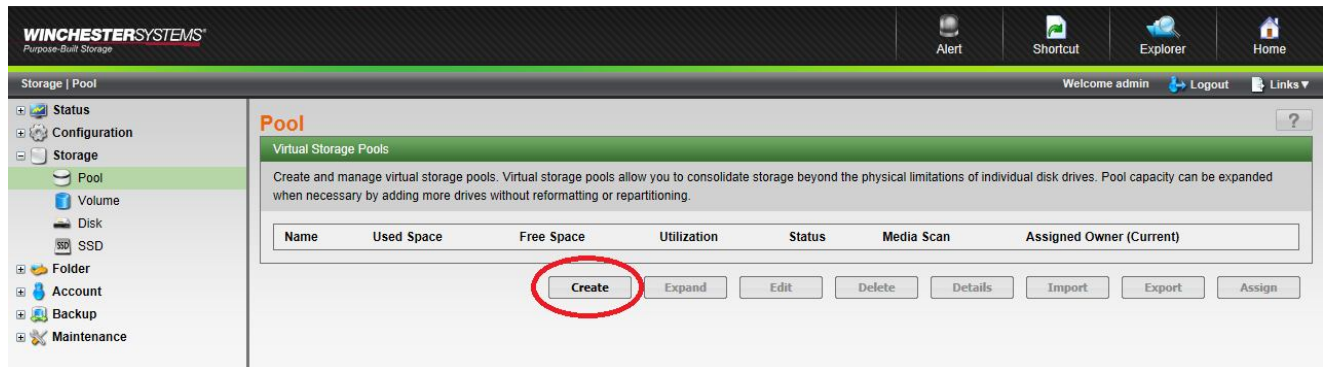 WINCHESTERSYSTEMS®
Purpose-Built Storage
Alert
Shortcut
Explorer
Home
Storage | Pool
Welcome admin
Logout
Links ▼
Status
Configuration
Storage
Pool
Volume
Disk
SSD
SSD
Folder
Account
Backup
Maintenance
Pool
?
Virtual Storage Pools
Create and manage virtual storage pools. Virtual storage pools allow you to consolidate storage beyond the physical limitations of individual disk drives. Pool capacity can be expanded
when necessary by adding more drives without reformatting or repartitioning.
Name Used Space Free Space Utilization Status Media Scan Assigned Owner (Current)
Create Expand Edit Delete Details Import Export Assign